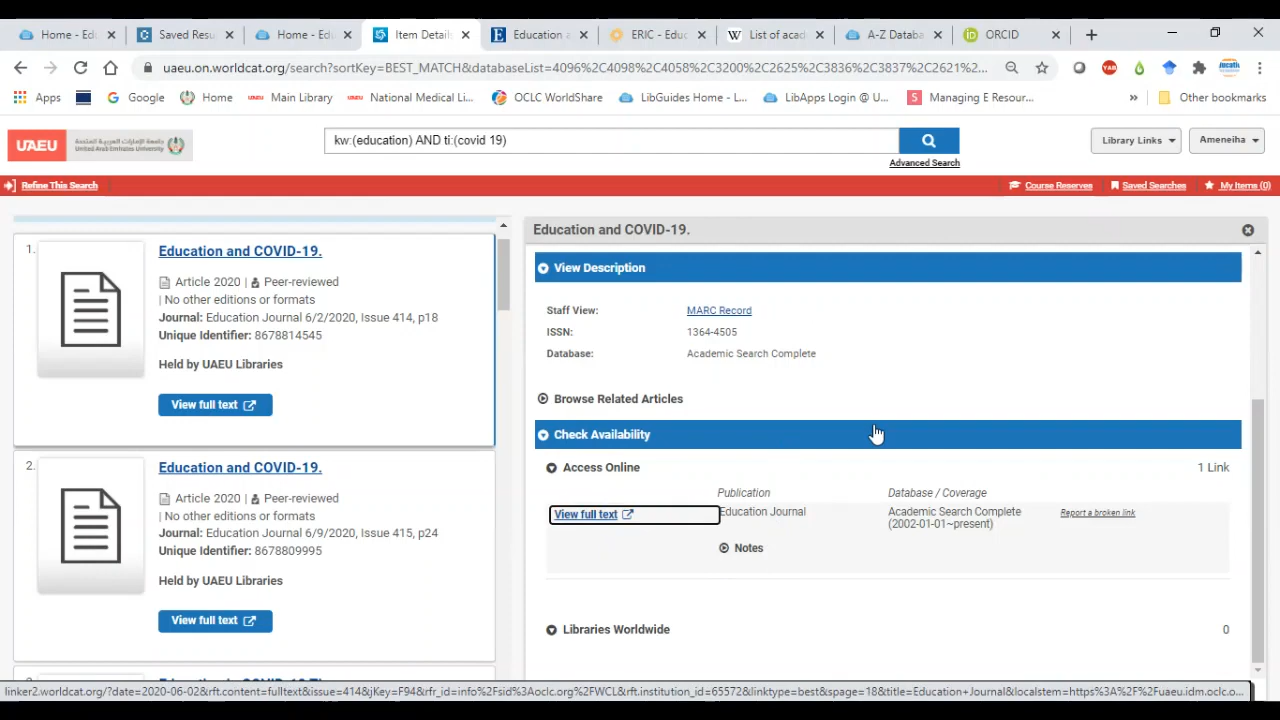 Home - Ed
Saved Resu
Home - Edu
Item Details
Education a
ERIC - Educ
List of acad
A-Z Databa
ORCID
uaeu.on.worldcat.org/search?sortKey=BEST_MATCH&databaseList=4096%2C4098%2C4058%2C3200%2C2625%2C3836%2C3837%2C2621%2...
Apps
Google
Home
Main Library
National Medical Li...
OCLC WorldShare
LibGuides Home - L...
LibApps Login @ U...
Managing E Resour...
»
Other bookmarks
UAEU
جامعة الإمارات العربية المتحدة
United Arab Emirates University
kw:(education) AND ti:(covid 19)
Library Links
Ameneiha
Advanced Search
Refine This Search
Course Reserves
Saved Searches
My Items (0)
1.
Education and COVID-19.
Article 2020 | Peer-reviewed
| No other editions or formats
Journal: Education Journal 6/2/2020, Issue 414, p18
Unique Identifier: 8678814545
Held by UAEU Libraries
View full text
2.
Education and COVID-19.
Article 2020 | Peer-reviewed
| No other editions or formats
Journal: Education Journal 6/9/2020, Issue 415, p24
Unique Identifier: 8678809995
Held by UAEU Libraries
View full text
Education and COVID-19.
View Description
Staff View: MARC Record
ISSN: 1364-4505
Database: Academic Search Complete
Browse Related Articles
Check Availability
Access Online 1 Link
Publication Database / Coverage
View full text Education Journal Academic Search Complete Report a broken link
(2002-01-01~present)
Notes
Libraries Worldwide 0
linker2.worldcat.org/?date=2020-06-02&rft.content=fulltext&issue=414&jKey=F94&rfr_id=info%2Fsid%3Aoclc.org%2FWCL&rft.institution_id=65572&linktype=best&spage=18&title=Education+Journal&localstem=https%3A%2F%2Fuaeu.idm.oclc.o...